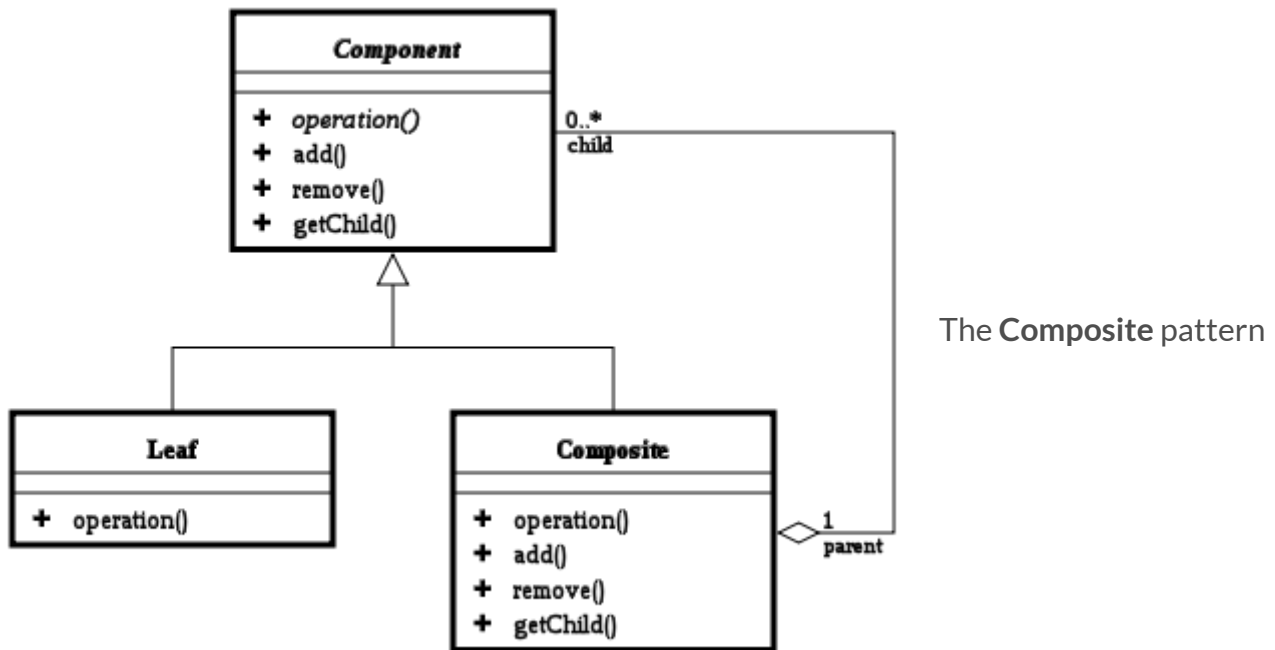 Component
+ operation()
+ add()
+ remove()
+ getChild()
0..*
child
The Composite pattern
Leaf
+ operation()
Composite
+ operation()
+ add()
+ remove()
+ getChild()
1
parent